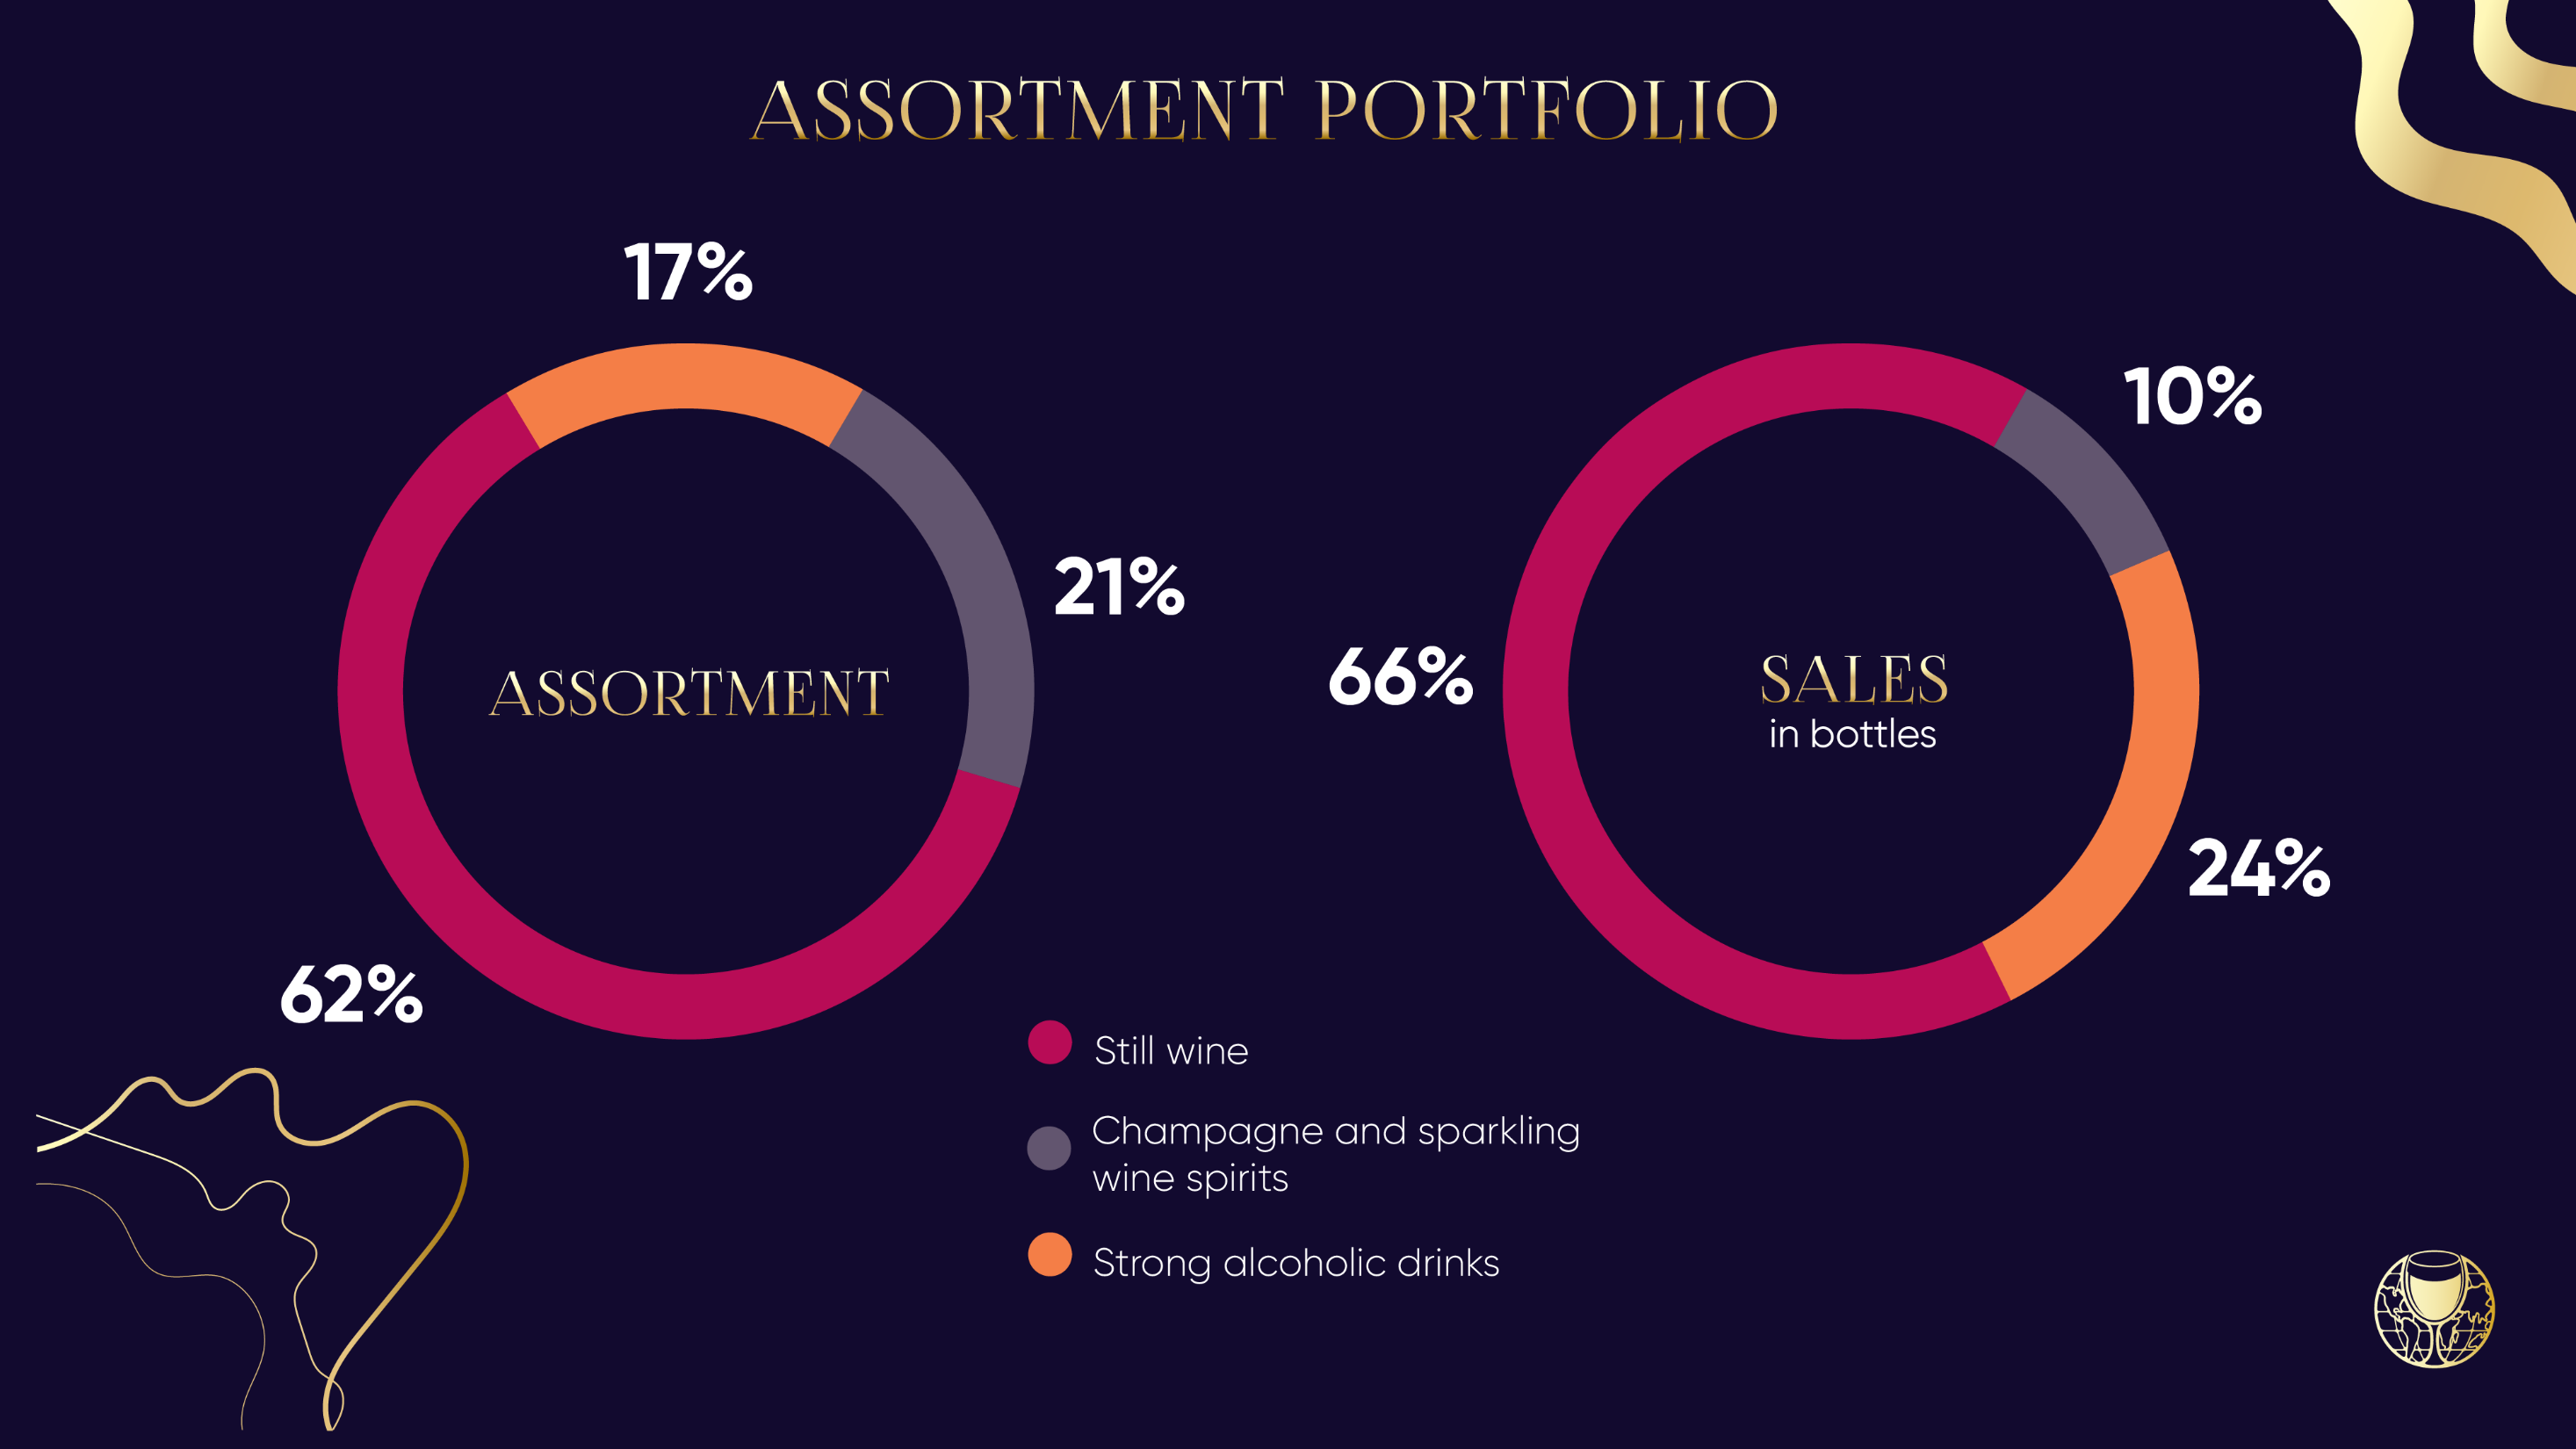 ASSORTMENT PORTFOLIO
17%
21%
62%
ASSORTMENT
10%
66%
24%
SALES
in bottles
Still wine
Champagne and sparkling
wine spirits
Strong alcoholic drinks